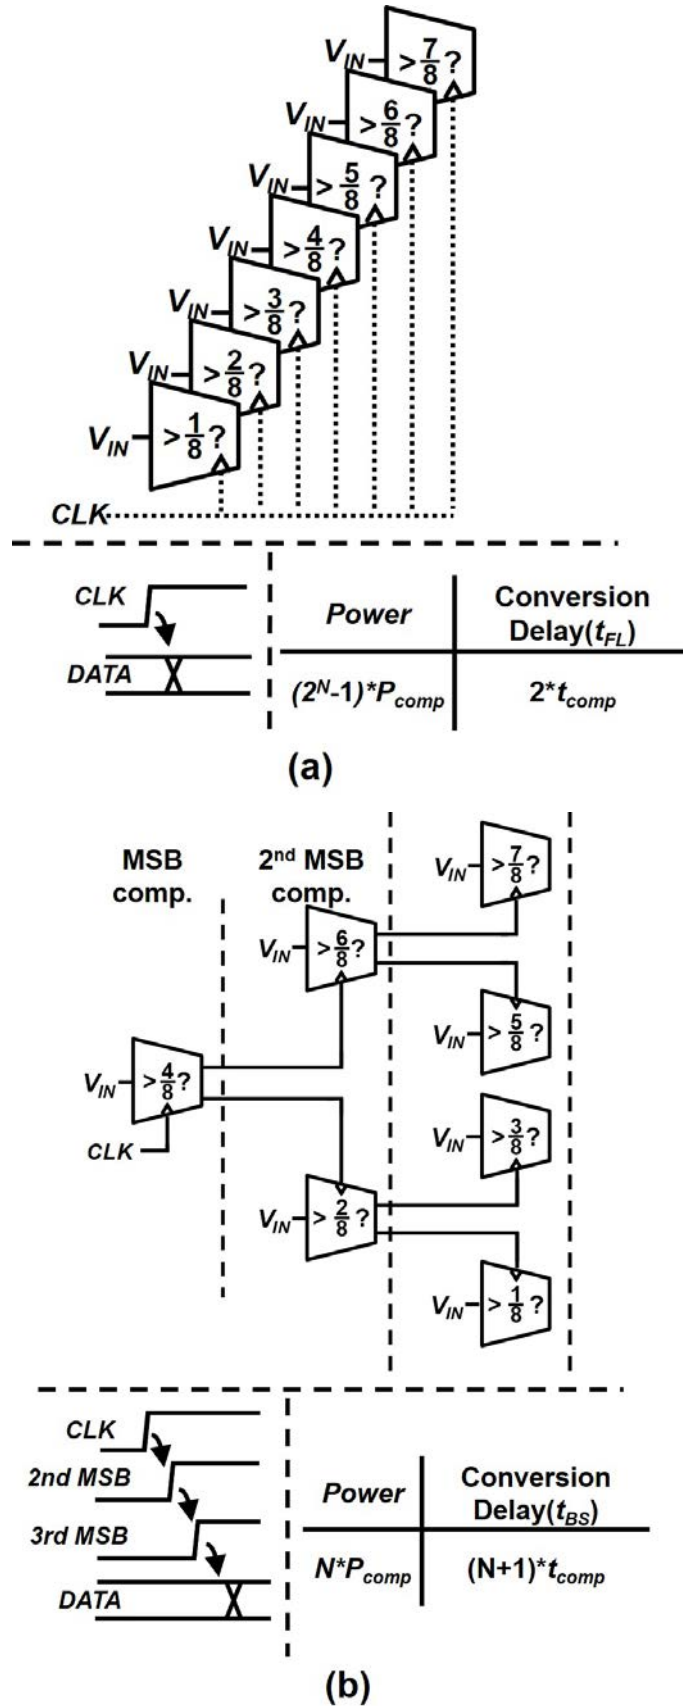 V_IN > 7/8 ?
V_IN > 6/8 ?
V_IN > 5/8 ?
V_IN > 4/8 ?
V_IN > 3/8 ?
V_IN > 2/8 ?
V_IN > 1/8 ?
CLK
CLK
DATA
Power
Conversion
Delay(t_FL)
(2^N-1)*P_comp
2*t_comp
(a)
MSB
comp.
2nd MSB
comp.
V_IN > 7/8 ?
V_IN > 6/8 ?
V_IN > 5/8 ?
V_IN > 4/8 ?
CLK
V_IN > 3/8 ?
V_IN > 2/8 ?
V_IN > 1/8 ?
CLK
2nd MSB
3rd MSB
DATA
Power
Conversion
Delay(t_BS)
N*P_comp
(N+1)*t_comp
(b)